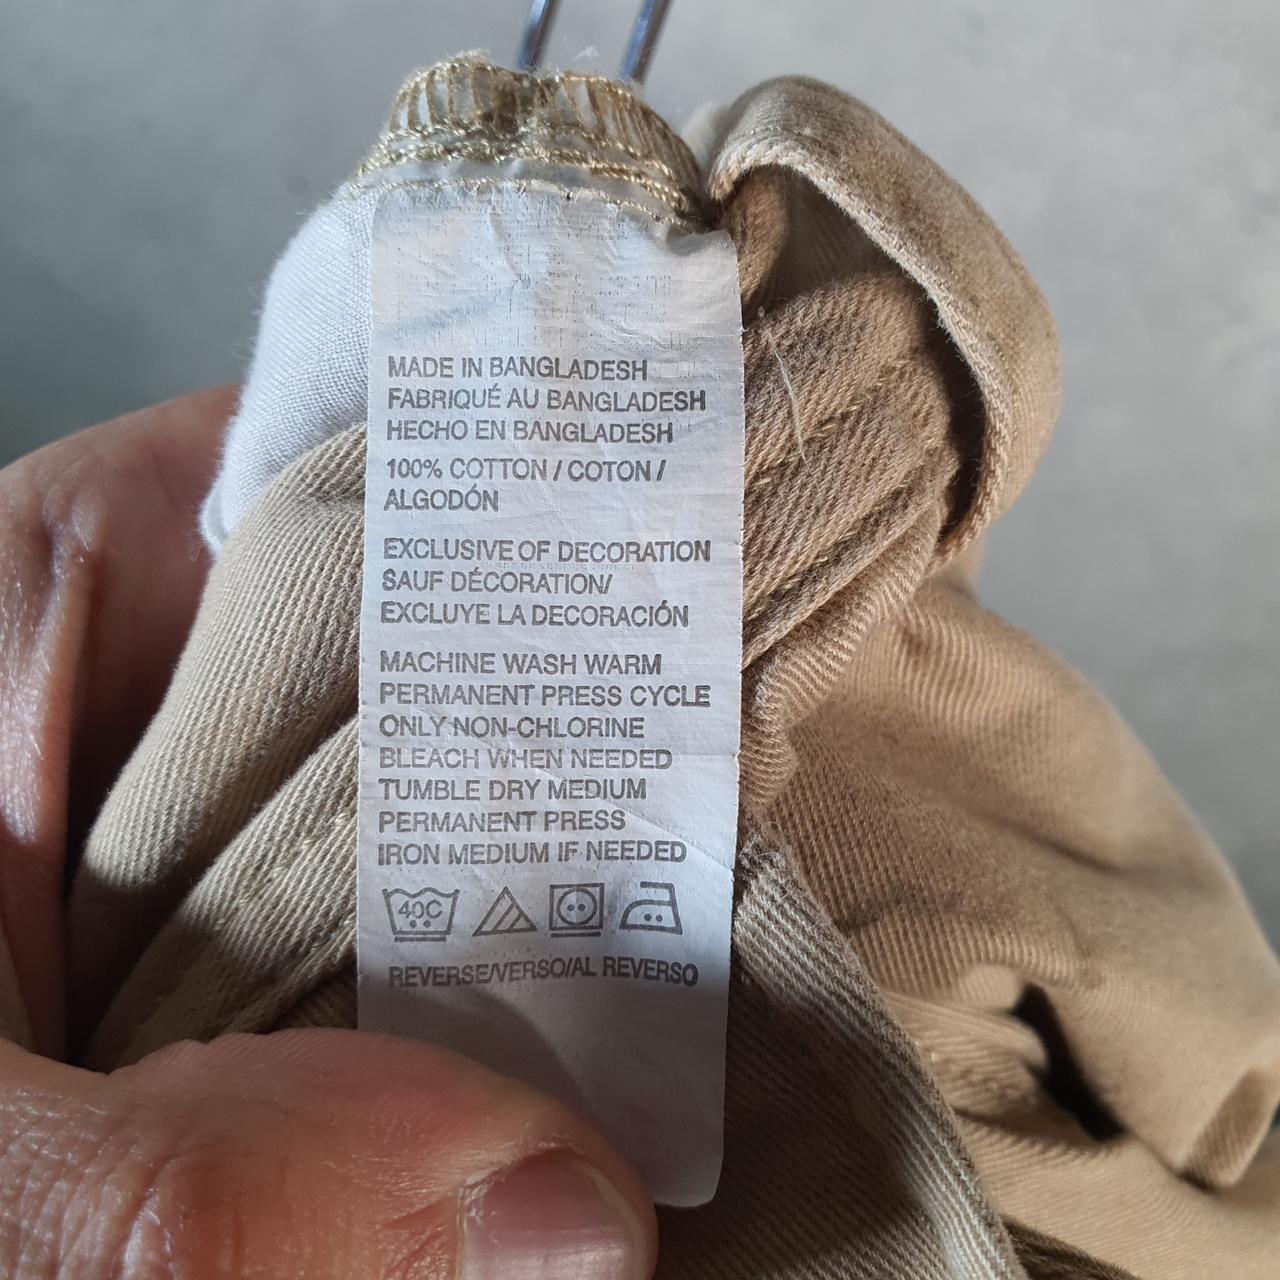 MADE IN BANGLADESH
FABRIQUÉ AU BANGLADESH
HECHO EN BANGLADESH
100% COTTON / COTON /
ALGODÓN
EXCLUSIVE OF DECORATION
SAUF DÉCORATION/
EXCLUYE LA DECORACIÓN
MACHINE WASH WARM
PERMANENT PRESS CYCLE
ONLY NON-CHLORINE
BLEACH WHEN NEEDED
TUMBLE DRY MEDIUM
PERMANENT PRESS
IRON MEDIUM IF NEEDED
40C
REVERSE/VERSO/AL REVERSO